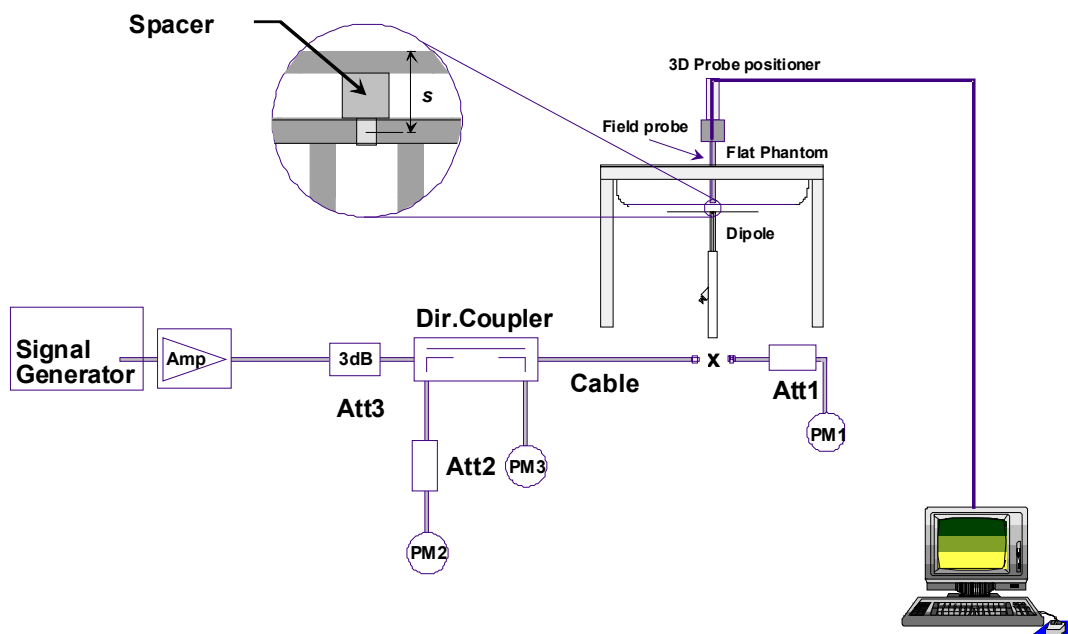 Spacer
s
3D Probe positioner
Field probe
Flat Phantom
Dipole
Dir.Coupler
Signal
Generator
Amp
3dB
Att3
Cable
x
Att1
PM1
Att2
PM3
PM2